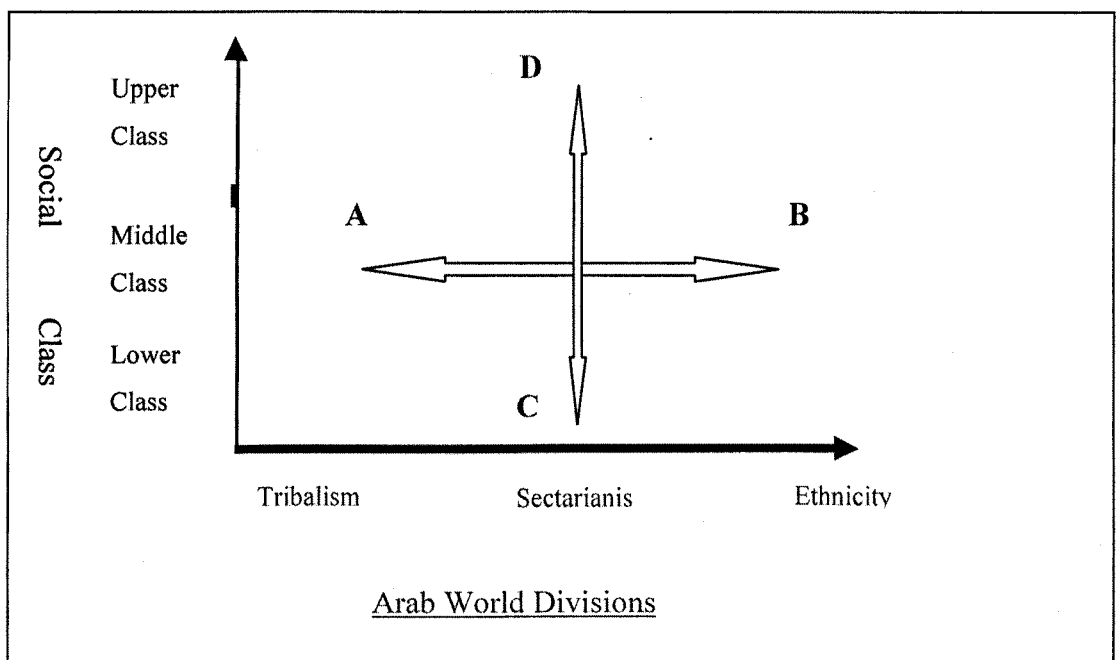 Social Class
Upper
Class
Middle
Class
Lower
Class
D
A
B
C
Tribalism
Sectarianis
Ethnicity
Arab World Divisions